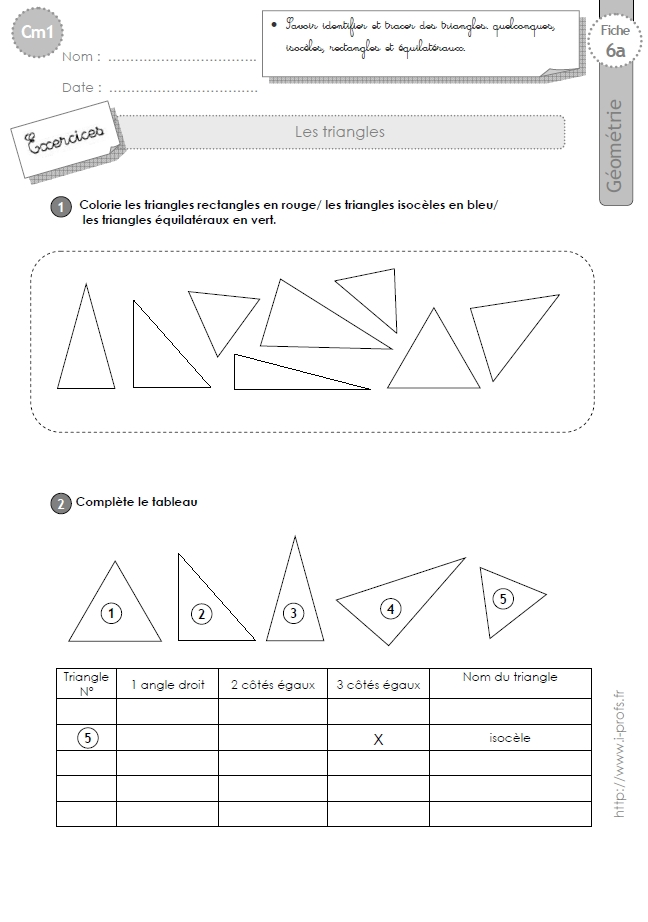 Cm1
Nom : ................................
Date : ................................
• Savoir identifier et tracer des triangles. quelconques,
isocèles, rectangles et équilatéraux.
Fiche
6a
Géométrie
Exercices
Les triangles
1 Colorie les triangles rectangles en rouge/ les triangles isocèles en bleu/
les triangles équilatéraux en vert.
2 Complète le tableau
1 2 3 4 5
Triangle N° 1 angle droit 2 côtés égaux 3 côtés égaux Nom du triangle
5 X isocèle
http://www.i-profs.fr